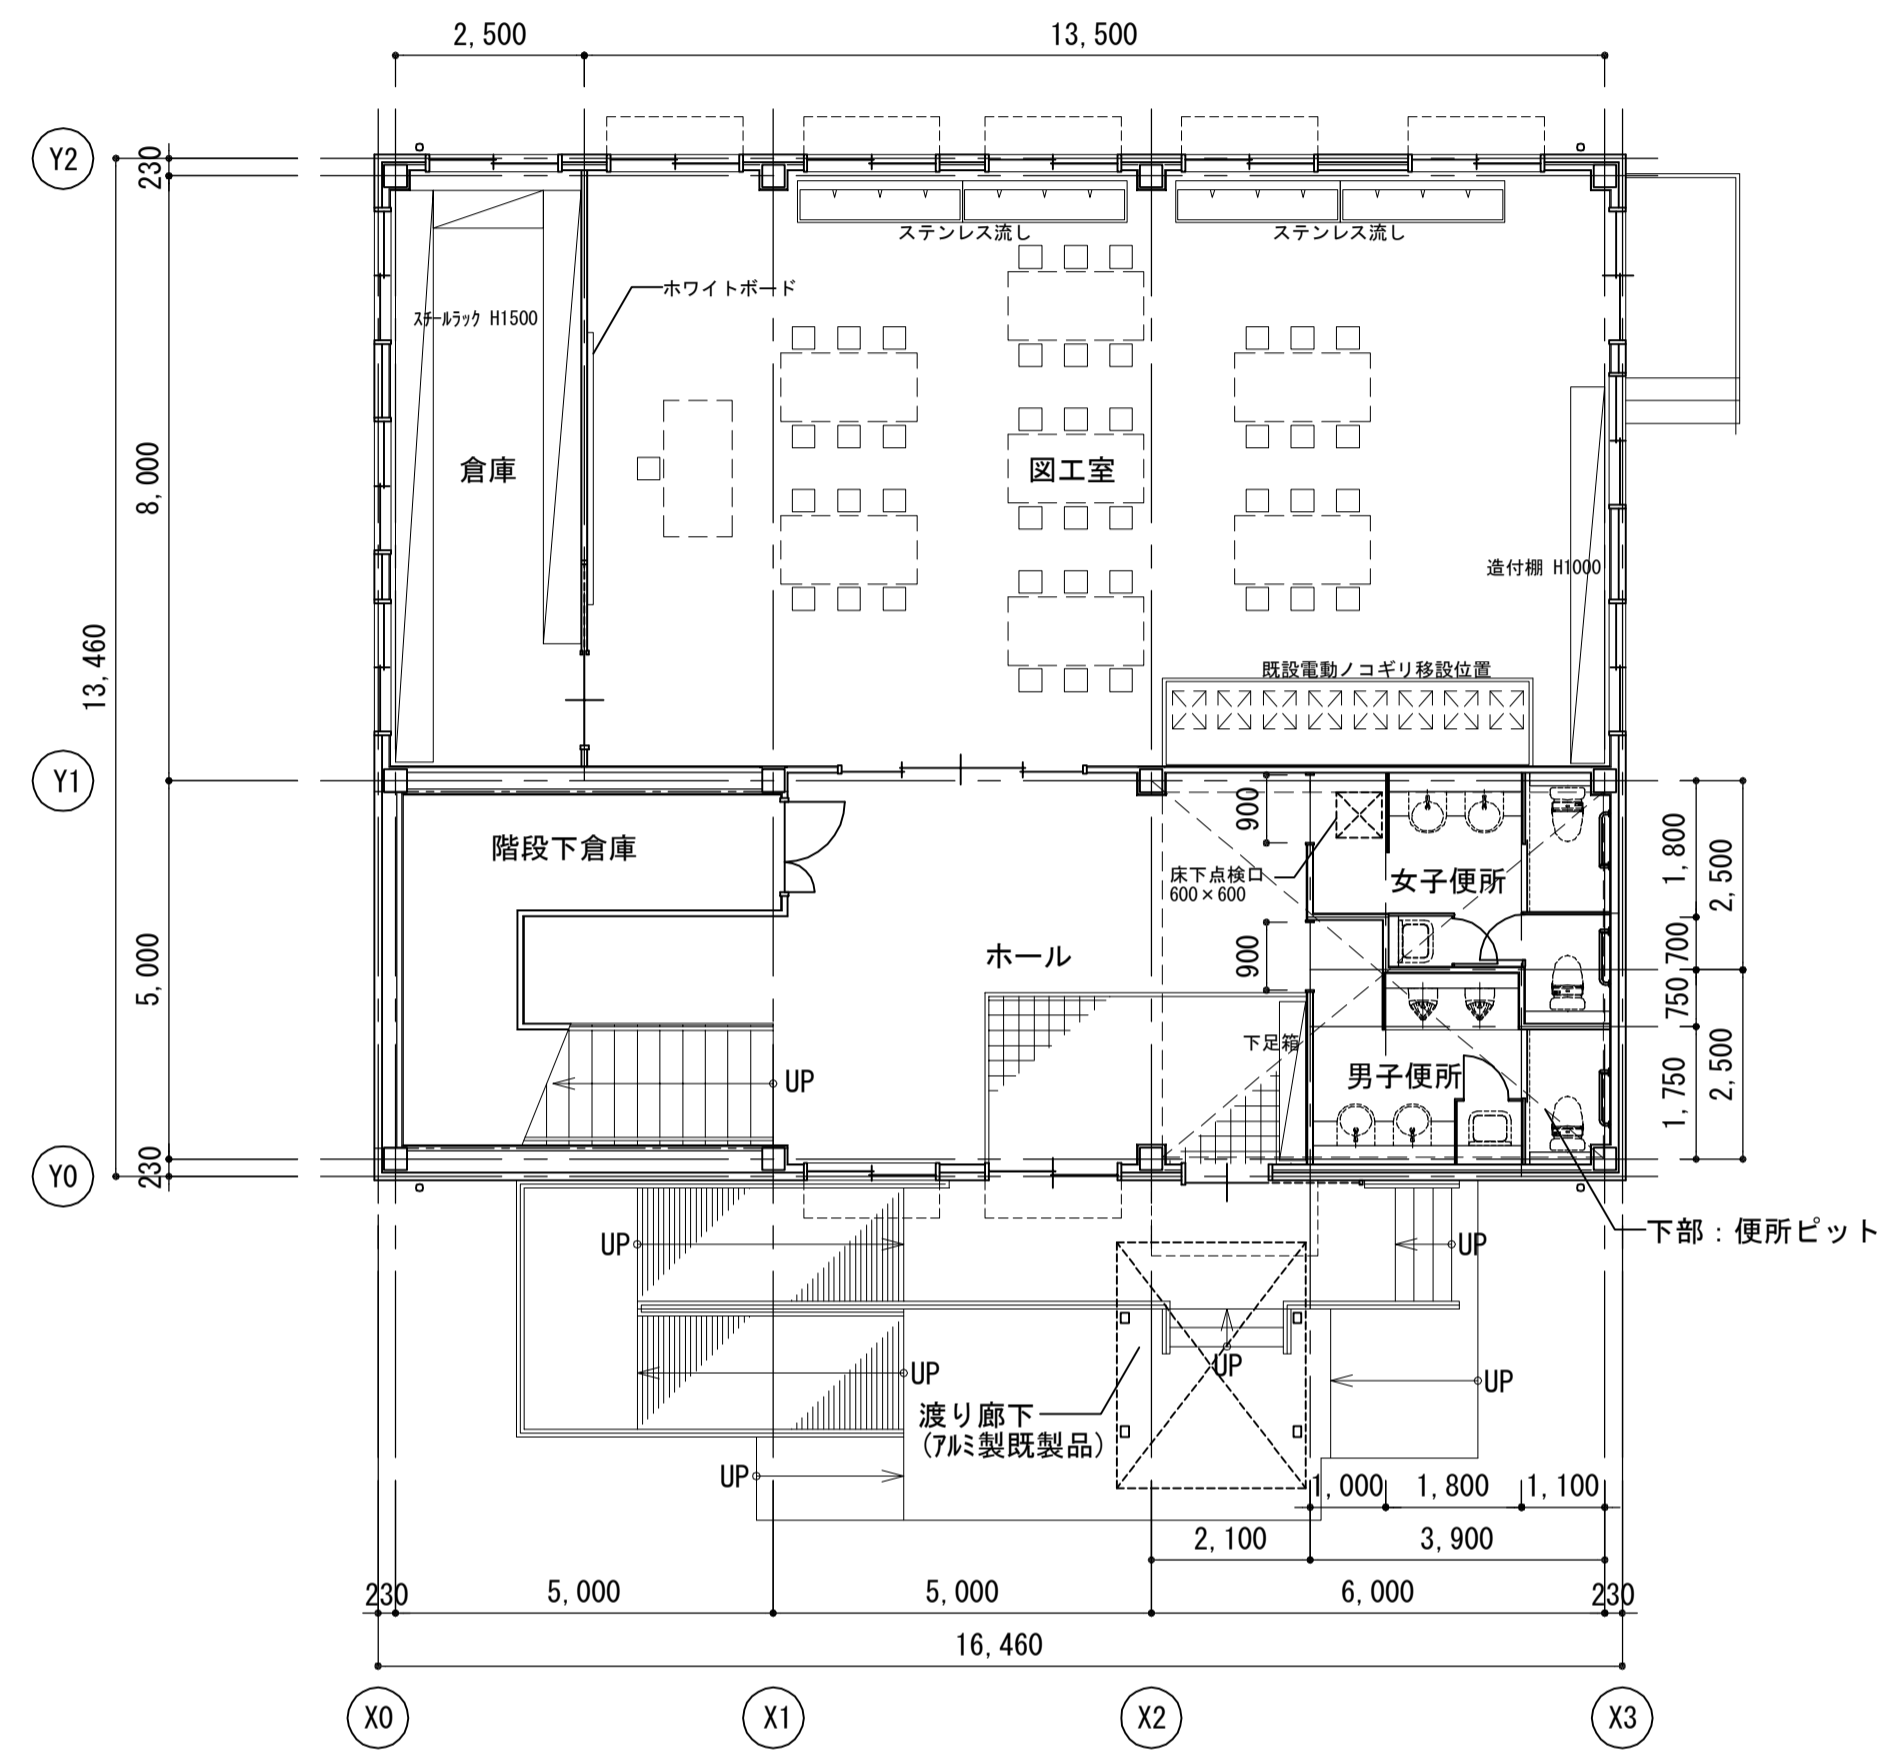 2,500
13,500
Y2
230
ステンレス流し
ステンレス流し
ホワイトボード
スチールラック H1500
8,000
倉庫
図工室
造付棚 H1000
13,460
既設電動ノコギリ移設位置
Y1
900
階段下倉庫
床下点検口
600×600
女子便所
1,800
2,500
5,000
ホール
900
700
750
下足箱
男子便所
UP
1,750
2,500
Y0
230
UP
UP
下部：便所ピット
UP
UP
UP
渡り廊下
(アルミ製既製品)
UP
1,000
1,800
1,100
2,100
3,900
230
5,000
5,000
6,000
230
16,460
X0
X1
X2
X3